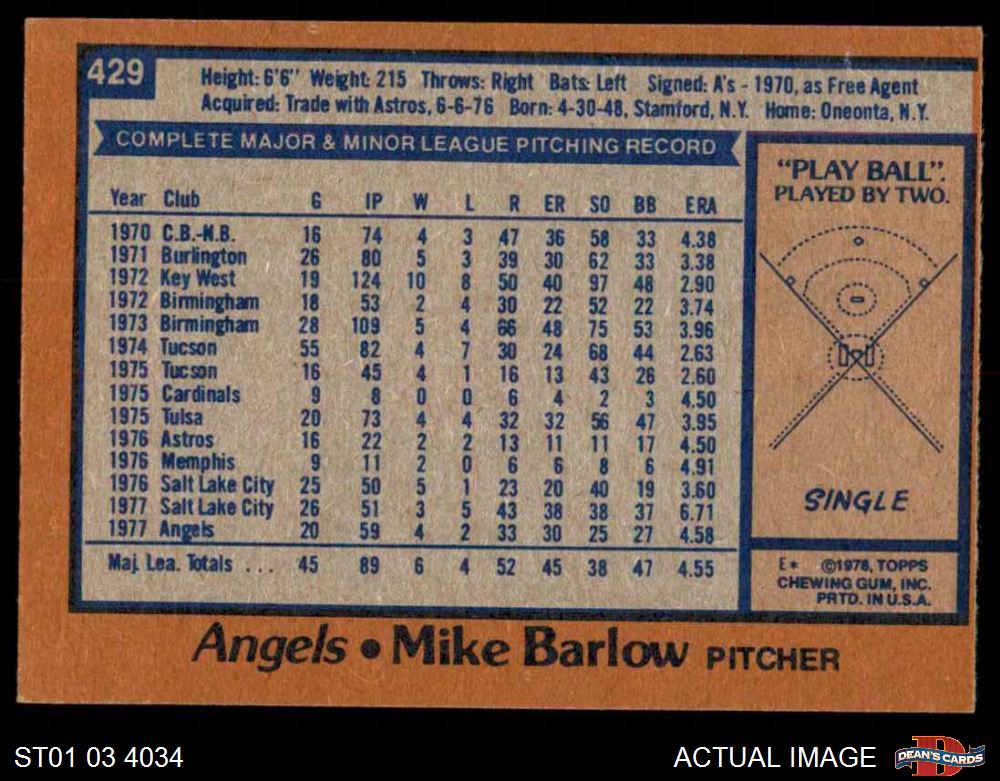 429
Height: 6'6" Weight: 215 Throws: Right Bats: Left Signed: A's - 1970, as Free Agent
Acquired: Trade with Astros, 6-6-76 Born: 4-30-48, Stamford, N.Y. Home: Oneonta, N.Y.
COMPLETE MAJOR & MINOR LEAGUE PITCHING RECORD
Year Club G IP W L R ER SO BB ERA
1970 C.B.-N.B. 16 74 4 3 47 36 58 33 4.38
1971 Burlington 26 80 5 3 39 30 62 33 3.38
1972 Key West 19 124 10 8 50 40 97 48 2.90
1972 Birmingham 18 53 2 4 30 22 52 22 3.74
1973 Birmingham 28 109 5 4 66 48 75 53 3.96
1974 Tucson 55 82 4 7 30 24 68 44 2.63
1975 Tucson 16 45 4 1 16 13 43 26 2.60
1975 Cardinals 9 8 0 0 6 4 2 3 4.50
1975 Tulsa 20 73 4 4 32 32 56 47 3.95
1976 Astros 16 22 2 2 13 11 11 17 4.50
1976 Memphis 9 11 2 0 6 6 8 6 4.91
1976 Salt Lake City 25 50 5 1 23 20 40 19 3.60
1977 Salt Lake City 26 51 3 5 43 38 38 37 6.71
1977 Angels 20 59 4 2 33 30 25 27 4.58
Maj. Lea. Totals ... 45 89 6 4 52 45 38 47 4.55
"PLAY BALL".
PLAYED BY TWO.
SINGLE
E* ©1978, TOPPS
CHEWING GUM, INC.
PRTD. IN U.S.A.
Angels • Mike Barlow PITCHER
ST01 03 4034
ACTUAL IMAGE
D
DEAN'S CARDS